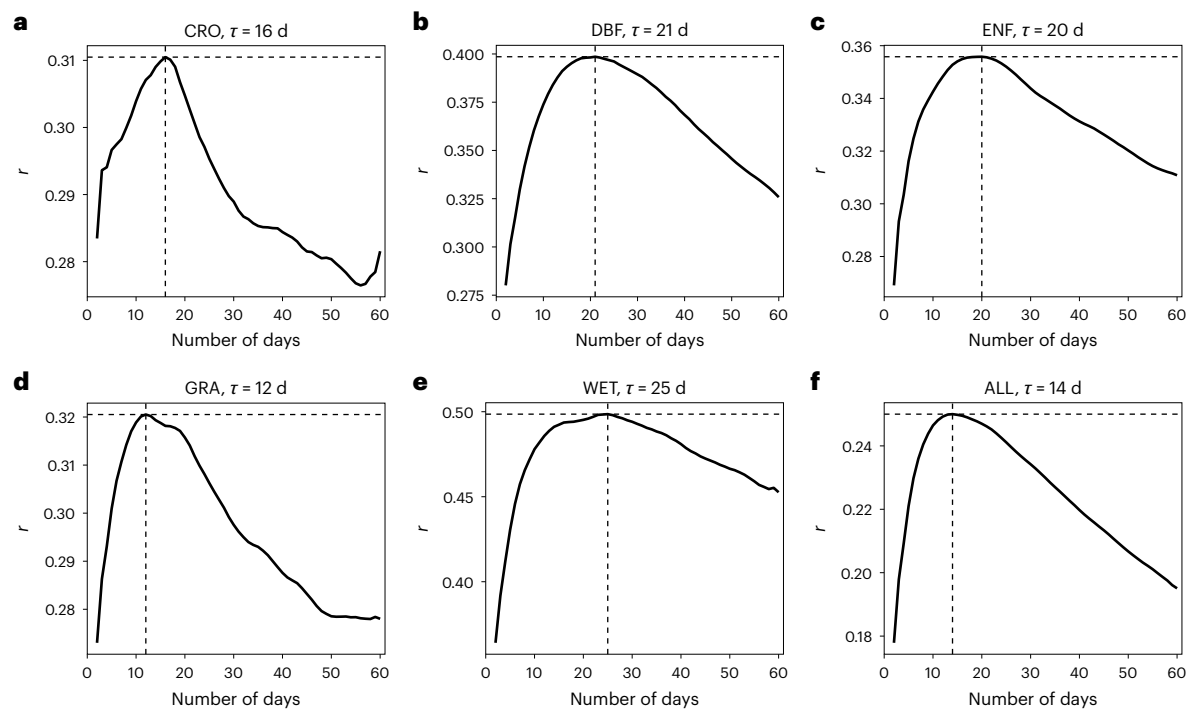 a
CRO, τ = 16 d
0.31
0.30
0.29
0.28
r
0 10 20 30 40 50 60
Number of days
b
DBF, τ = 21 d
0.400
0.375
0.350
0.325
0.300
0.275
r
0 10 20 30 40 50 60
Number of days
c
ENF, τ = 20 d
0.36
0.34
0.32
0.30
0.28
r
0 10 20 30 40 50 60
Number of days
d
GRA, τ = 12 d
0.32
0.31
0.30
0.29
0.28
r
0 10 20 30 40 50 60
Number of days
e
WET, τ = 25 d
0.50
0.45
0.40
r
0 10 20 30 40 50 60
Number of days
f
ALL, τ = 14 d
0.24
0.22
0.20
0.18
r
0 10 20 30 40 50 60
Number of days